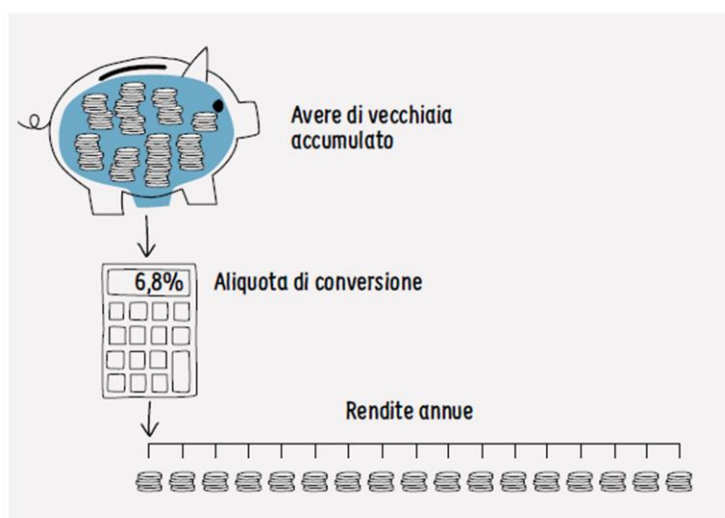 Avere di vecchiaia
accumulato
6,8%
Aliquota di conversione
Rendite annue